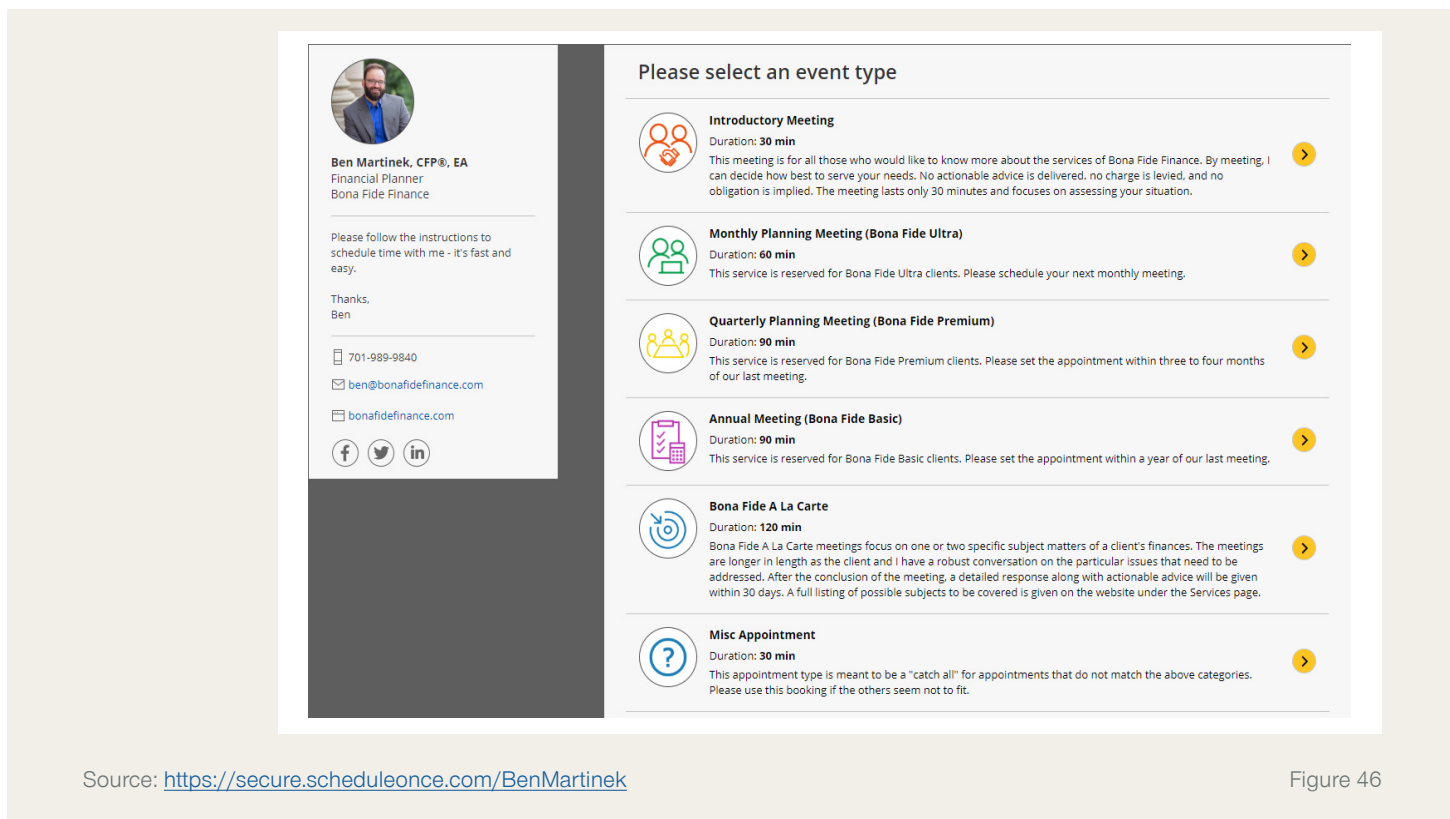 Please select an event type
Ben Martinek, CFP®, EA
Financial Planner
Bona Fide Finance
Please follow the instructions to
schedule time with me - it's fast and
easy.
Thanks,
Ben
701-989-9840
ben@bonafidefinance.com
bonafidefinance.com
Introductory Meeting
Duration: 30 min
This meeting is for all those who would like to know more about the services of Bona Fide Finance. By meeting, I
can decide how best to serve your needs. No actionable advice is delivered. no charge is levied, and no
obligation is implied. The meeting lasts only 30 minutes and focuses on assessing your situation.
Monthly Planning Meeting (Bona Fide Ultra)
Duration: 60 min
This service is reserved for Bona Fide Ultra clients. Please schedule your next monthly meeting.
Quarterly Planning Meeting (Bona Fide Premium)
Duration: 90 min
This service is reserved for Bona Fide Premium clients. Please set the appointment within three to four months
of our last meeting.
Annual Meeting (Bona Fide Basic)
Duration: 90 min
This service is reserved for Bona Fide Basic clients. Please set the appointment within a year of our last meeting.
Bona Fide A La Carte
Duration: 120 min
Bona Fide A La Carte meetings focus on one or two specific subject matters of a client's finances. The meetings
are longer in length as the client and I have a robust conversation on the particular issues that need to be
addressed. After the conclusion of the meeting, a detailed response along with actionable advice will be given
within 30 days. A full listing of possible subjects to be covered is given on the website under the Services page.
Misc Appointment
Duration: 30 min
This appointment type is meant to be a "catch all" for appointments that do not match the above categories.
Please use this booking if the others seem not to fit.
Source: https://secure.scheduleonce.com/BenMartinek
Figure 46